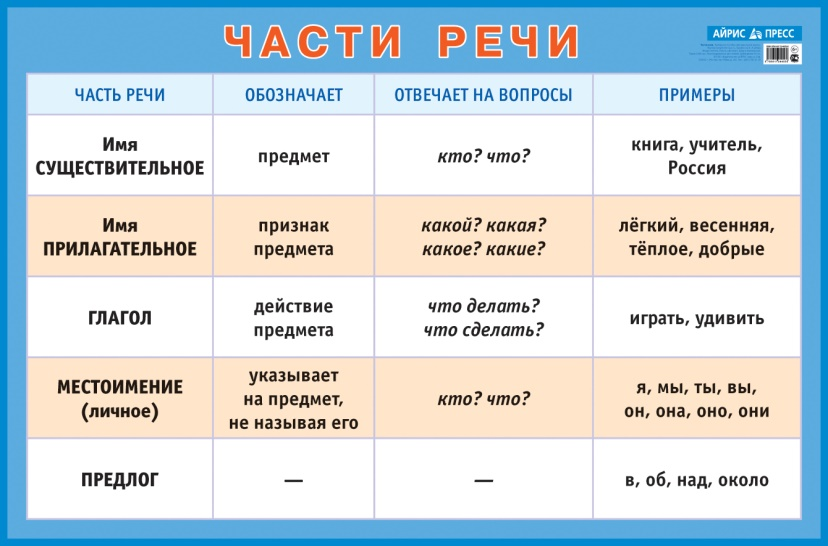 ЧАСТИ РЕЧИ
АЙРИС ПРЕСС
ЧАСТЬ РЕЧИ
ОБОЗНАЧАЕТ
ОТВЕЧАЕТ НА ВОПРОСЫ
ПРИМЕРЫ
Имя
СУЩЕСТВИТЕЛЬНОЕ
предмет
кто? что?
книга, учитель,
Россия
Имя
ПРИЛАГАТЕЛЬНОЕ
признак
предмета
какой? какая?
какое? какие?
лёгкий, весенняя,
тёплое, добрые
ГЛАГОЛ
действие
предмета
что делать?
что сделать?
играть, удивить
МЕСТОИМЕНИЕ
(личное)
указывает
на предмет,
не называя его
кто? что?
я, мы, ты, вы,
он, она, оно, они
ПРЕДЛОГ
—
—
в, об, над, около